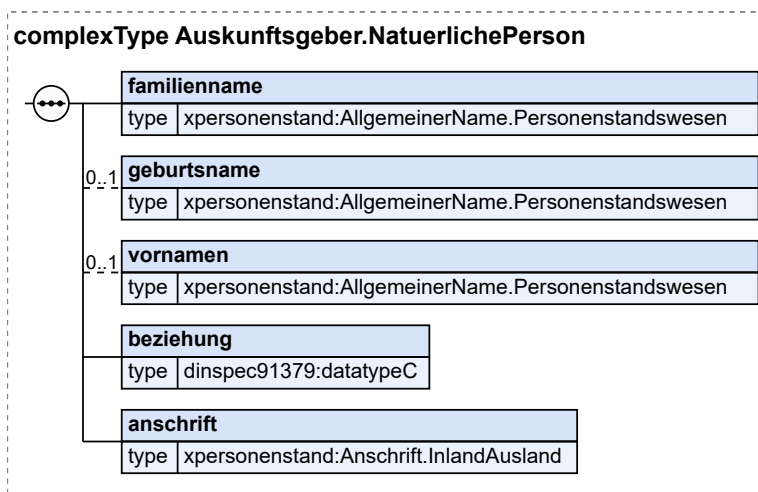 complexType Auskunftsgeber.NatuerlichePerson
familienname
type xpersonenstand:AllgemeinerName.Personenstandswesen
0..1 geburtsname
type xpersonenstand:AllgemeinerName.Personenstandswesen
0..1 vornamen
type xpersonenstand:AllgemeinerName.Personenstandswesen
beziehung
type dinspec91379:datatypeC
anschrift
type xpersonenstand:Anschrift.InlandAusland